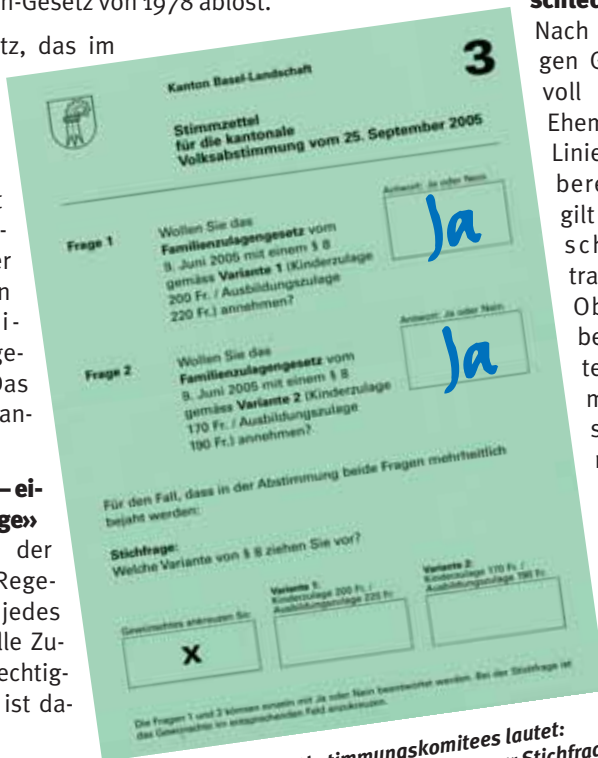 n-Gesetz von 1978 ablöst.
tz, das im
er
n
i-
ge-
Das
an-
– ei-
ge»
der
Rege-
jedes
lle Zu-
echtig-
ist da-
Kanton Basel-Landschaft
3
Stimmzettel
für die kantonale
Volksabstimmung vom 25. September 2005
Frage 1
Wollen Sie das
Familienzulagengesetz vom
9. Juni 2005 mit einem § 8
gemäss Variante 1 (Kinderzulage
200 Fr. / Ausbildungszulage
220 Fr.) annehmen?
Antwort: Ja oder Nein
Ja
Frage 2
Wollen Sie das
Familienzulagengesetz vom
9. Juni 2005 mit einem § 8
gemäss Variante 2 (Kinderzulage
170 Fr. / Ausbildungszulage
190 Fr.) annehmen?
Antwort: Ja oder Nein
Ja
Für den Fall, dass in der Abstimmung beide Fragen mehrheitlich
bejaht werden:
Stichfrage:
Welche Variante von § 8 ziehen Sie vor?
Gewünschtes ankreuzen Sie:
x
Variante 1:
Kinderzulage 200 Fr. /
Ausbildungszulage 220 Fr.
Variante 2:
Kinderzulage 170 Fr. /
Ausbildungszulage 190 Fr.
Die Fragen 1 und 2 können einzeln mit Ja oder Nein beantwortet werden. Bei der Stichfrage ist
das Gewünschte im entsprechenden Feld anzukreuzen.
bstimmungskomitees lautet:
Stichfrag
Nach
gen G
voll
Ehem
Linie
bere
gilt
sch
tra
Ob
be
te
m
s